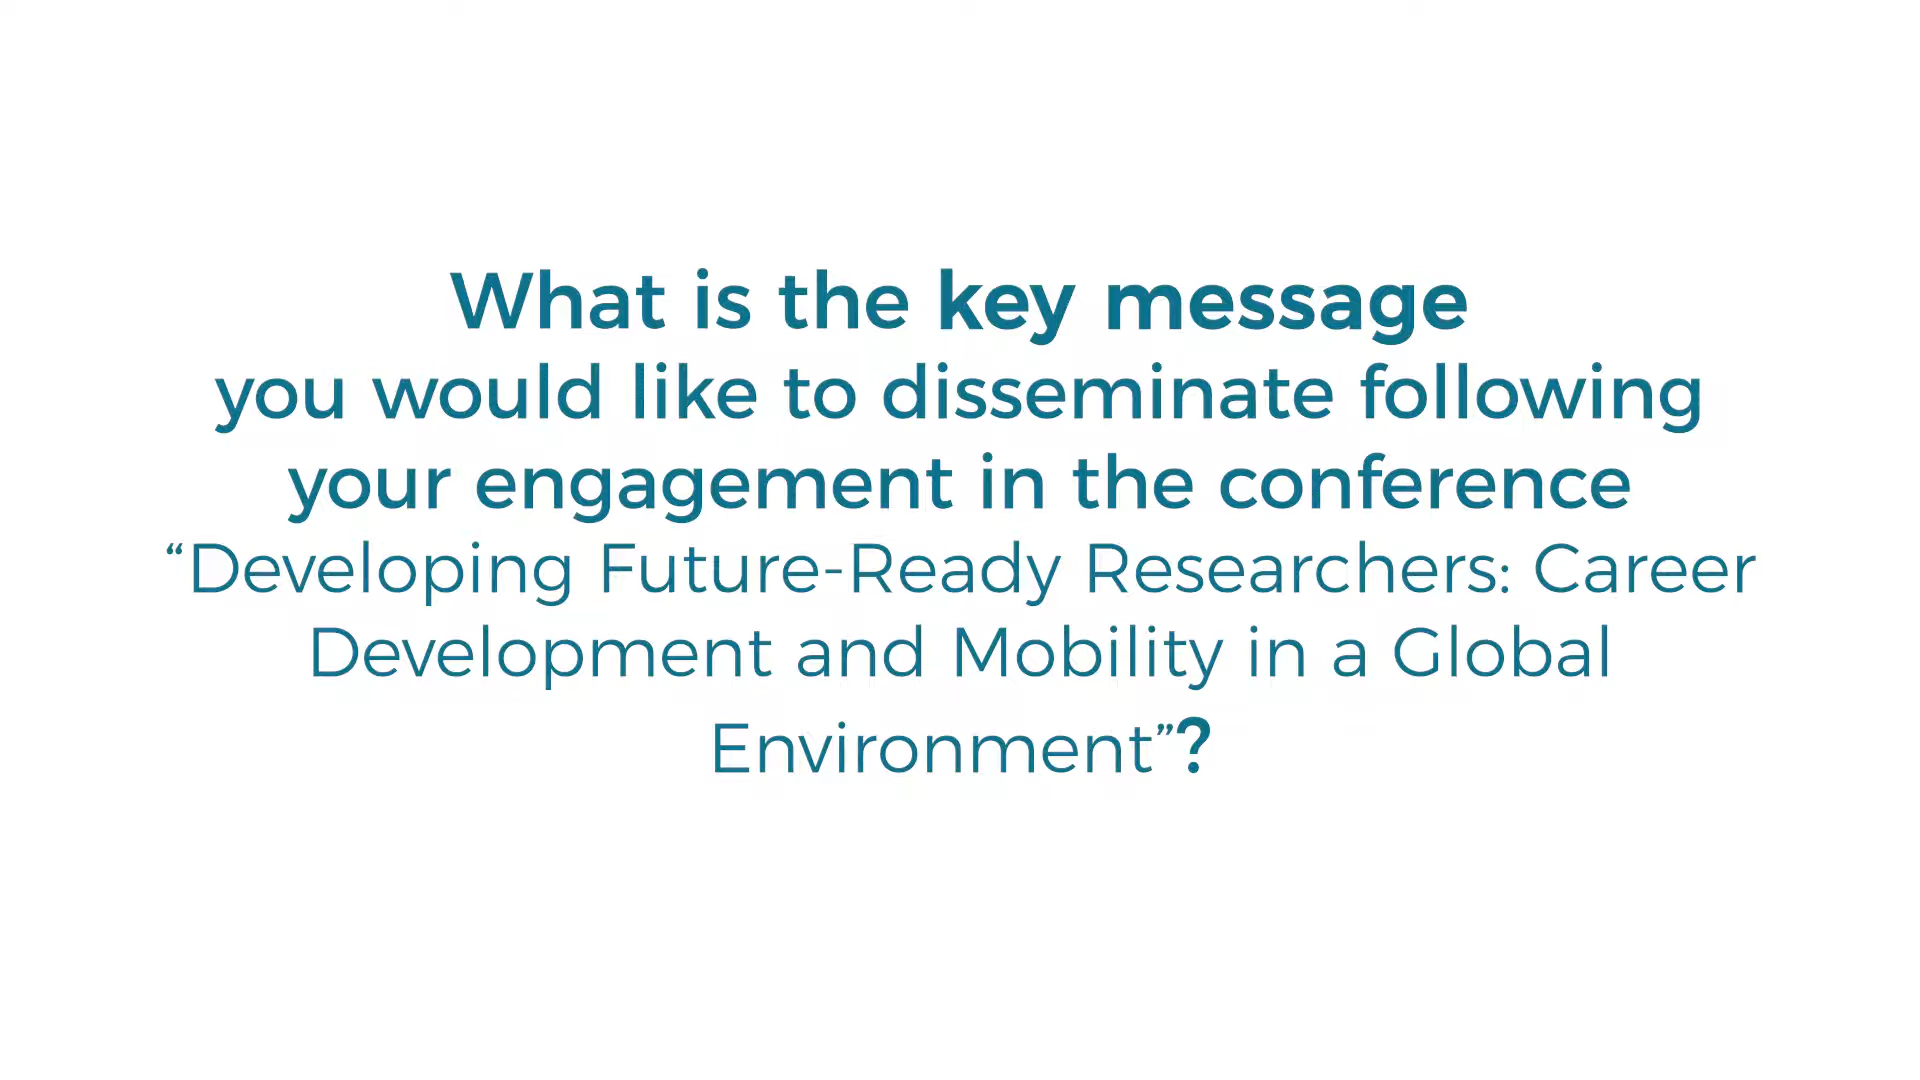 What is the key message
you would like to disseminate following
your engagement in the conference
“Developing Future-Ready Researchers: Career
Development and Mobility in a Global
Environment”?